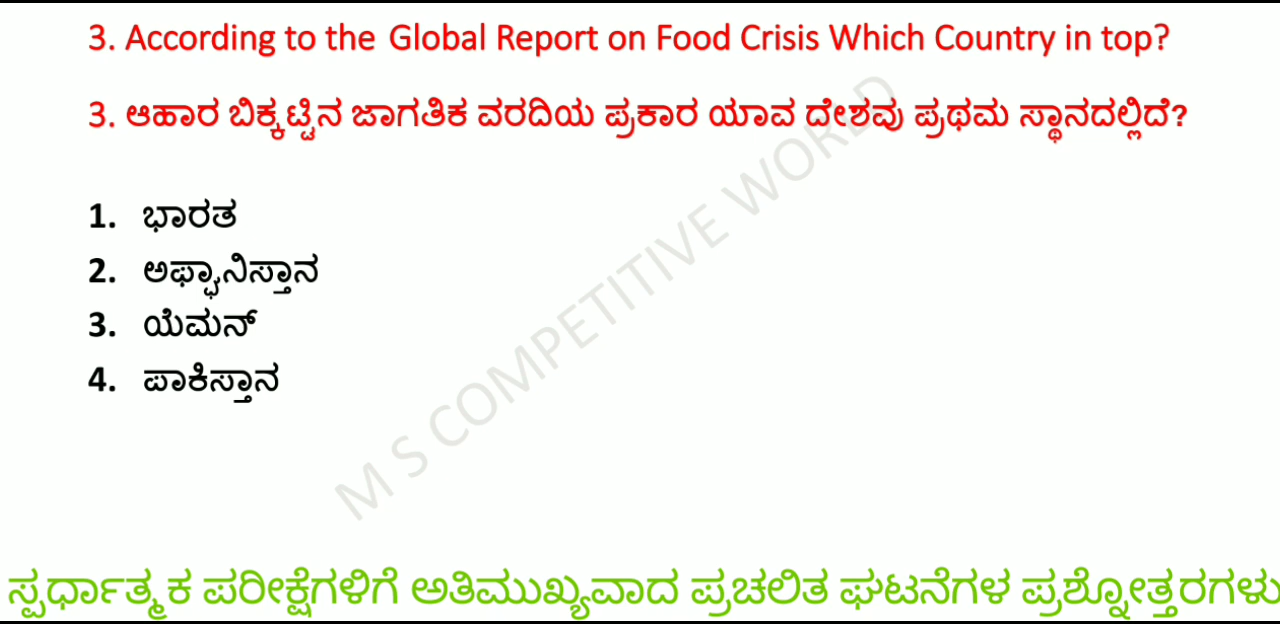 3. According to the Global Report on Food Crisis Which Country in top?
3. ಆಹಾರ ಬಿಕ್ಕಟ್ಟಿನ ಜಾಗತಿಕ ವರದಿಯ ಪ್ರಕಾರ ಯಾವ ದೇಶವು ಪ್ರಥಮ ಸ್ಥಾನದಲ್ಲಿದೆ?
1. ಭಾರತ
2. ಅಫ್ಘಾನಿಸ್ತಾನ
3. ಯೆಮನ್
4. ಪಾಕಿಸ್ತಾನ
M S COMPETITIVE WORLD
ಸ್ಪರ್ಧಾತ್ಮಕ ಪರೀಕ್ಷೆಗಳಿಗೆ ಅತಿಮುಖ್ಯವಾದ ಪ್ರಚಲಿತ ಘಟನೆಗಳ ಪ್ರಶ್ನೋತ್ತರಗಳು